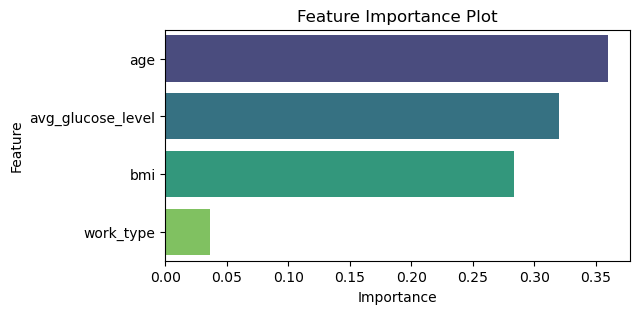 Feature Importance Plot
Feature
age
avg_glucose_level
bmi
work_type
0.00 0.05 0.10 0.15 0.20 0.25 0.30 0.35
Importance